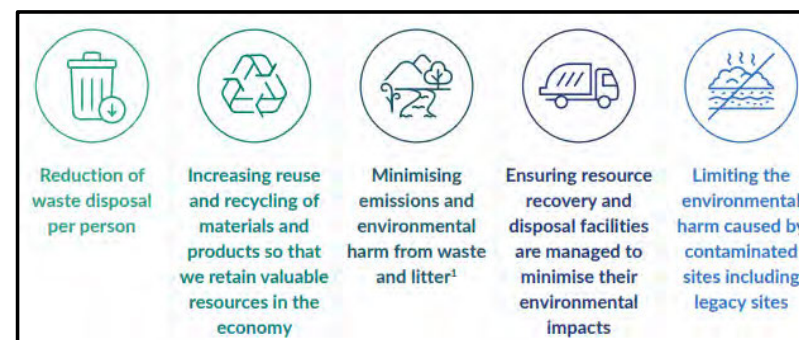 Reduction of
waste disposal
per person
Increasing reuse
and recycling of
materials and
products so that
we retain valuable
resources in the
economy
Minimising
emissions and
environmental
harm from waste
and litter¹
Ensuring resource
recovery and
disposal facilities
are managed to
minimise their
environmental
impacts
Limiting the
environmental
harm caused by
contaminated
sites including
legacy sites